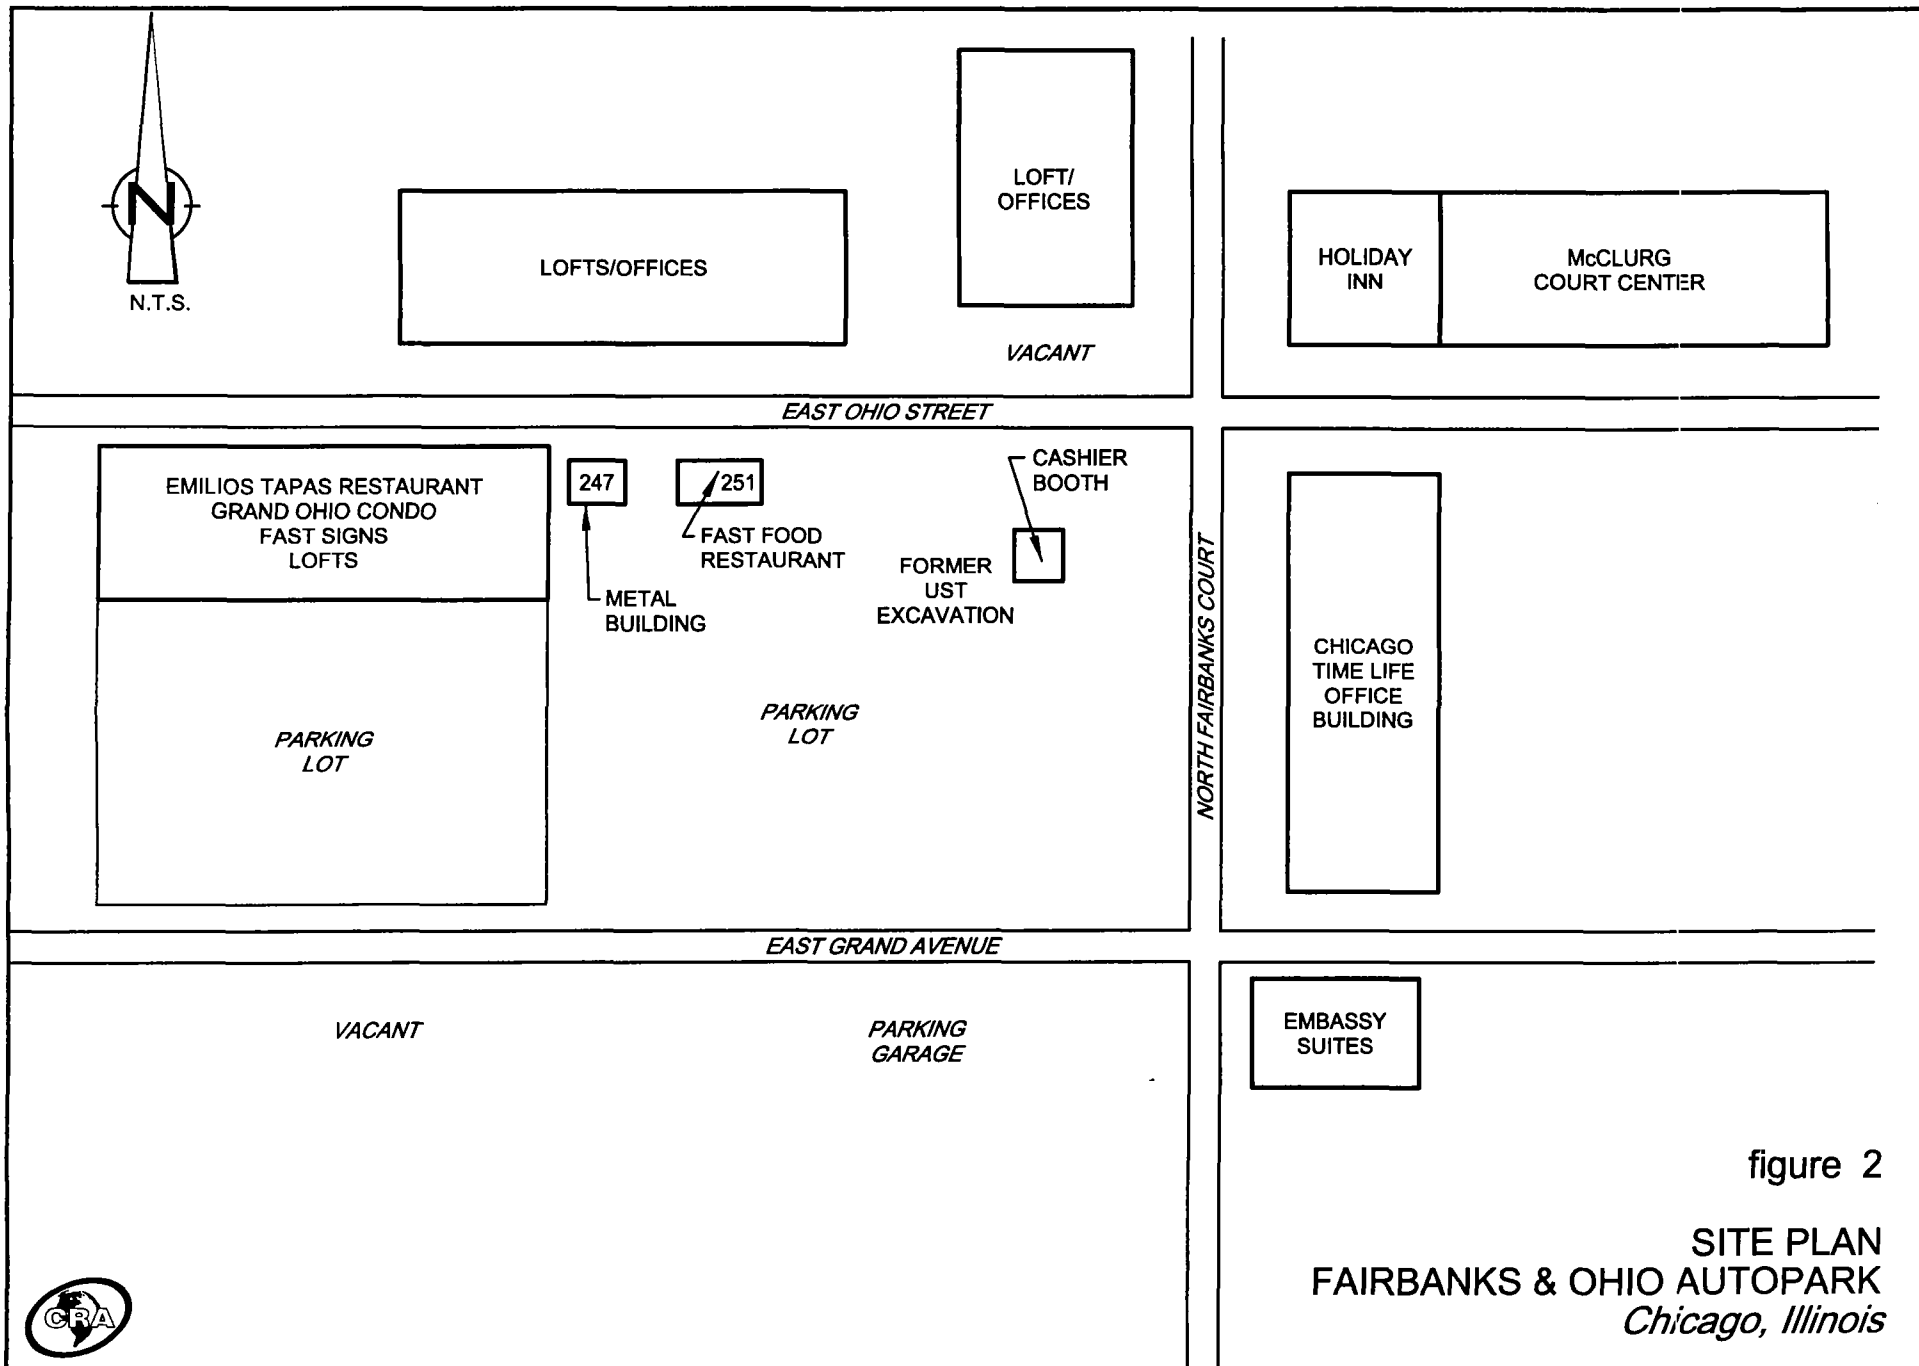 N
N.T.S.
LOFTS/OFFICES
LOFT/
OFFICES
VACANT
HOLIDAY
INN
McCLURG
COURT CENTER
EAST OHIO STREET
EMILIOS TAPAS RESTAURANT
GRAND OHIO CONDO
FAST SIGNS
LOFTS
247
METAL
BUILDING
251
FAST FOOD
RESTAURANT
CASHIER
BOOTH
FORMER
UST
EXCAVATION
NORTH FAIRBANKS COURT
CHICAGO
TIME LIFE
OFFICE
BUILDING
PARKING
LOT
PARKING
LOT
EAST GRAND AVENUE
VACANT
PARKING
GARAGE
EMBASSY
SUITES
figure 2
SITE PLAN
FAIRBANKS & OHIO AUTOPARK
Chicago, Illinois
CRA